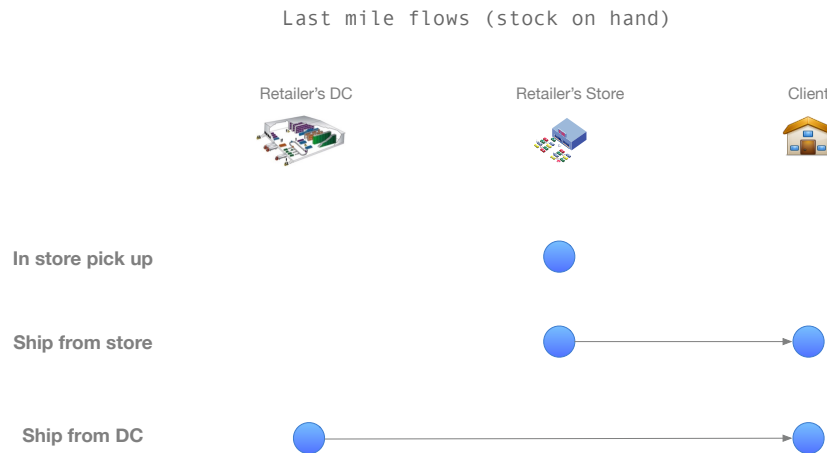 Last mile flows (stock on hand)
Retailer's DC
Retailer's Store
Client
In store pick up
Ship from store
Ship from DC